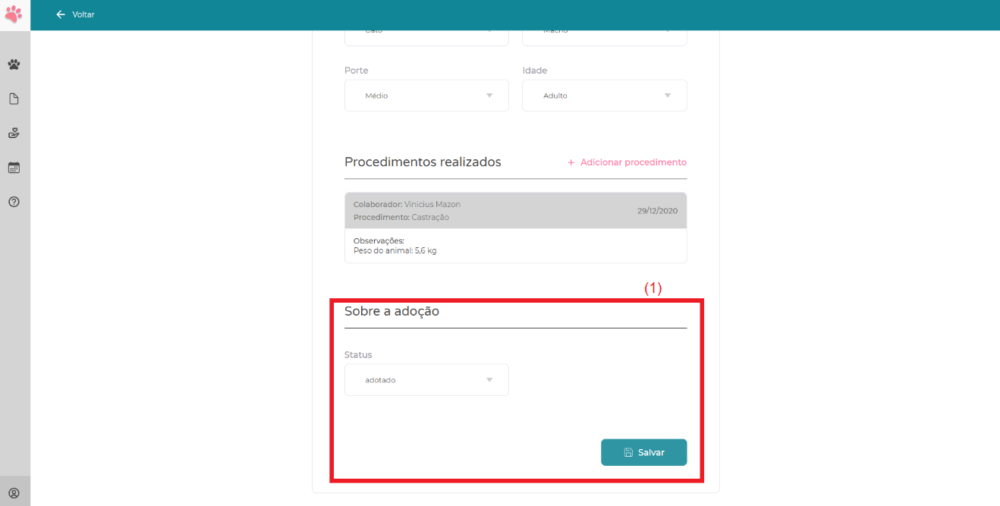 Voltar
Gato
Macho
Porte
Idade
Médio
Adulto
Procedimentos realizados
+ Adicionar procedimento
Colaborador: Vinicius Mazon
Procedimento: Castração
29/12/2020
Observações:
Peso do animal: 5,6 kg
(1)
Sobre a adoção
Status
adotado
Salvar